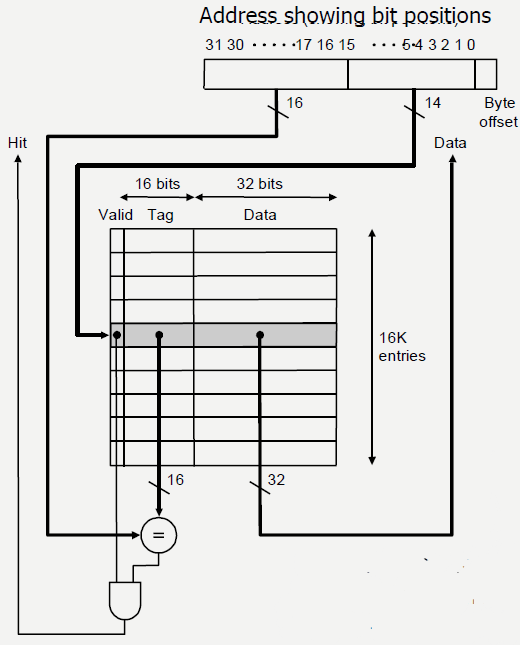 Address showing bit positions
31 30 ······17 16 15 ·····5 4 3 2 1 0
16 14 Byte
offset
Hit Data
16 bits 32 bits
Valid Tag Data
16K
entries
16 32
=